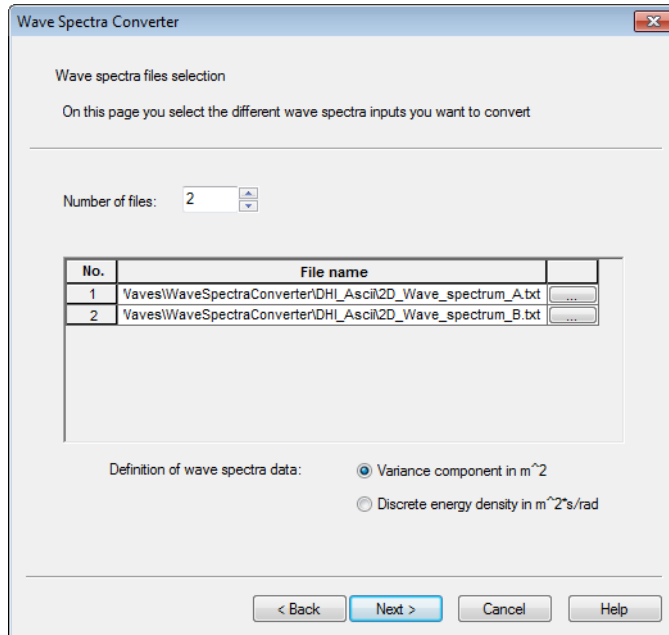 Wave Spectra Converter
Wave spectra files selection
On this page you select the different wave spectra inputs you want to convert
Number of files: 2
No. File name
1 Waves\WaveSpectraConverter\DHI_Ascii\2D_Wave_spectrum_A.txt ...
2 Waves\WaveSpectraConverter\DHI_Ascii\2D_Wave_spectrum_B.txt ...
Definition of wave spectra data: Variance component in m^2
Discrete energy density in m^2*s/rad
< Back Next > Cancel Help